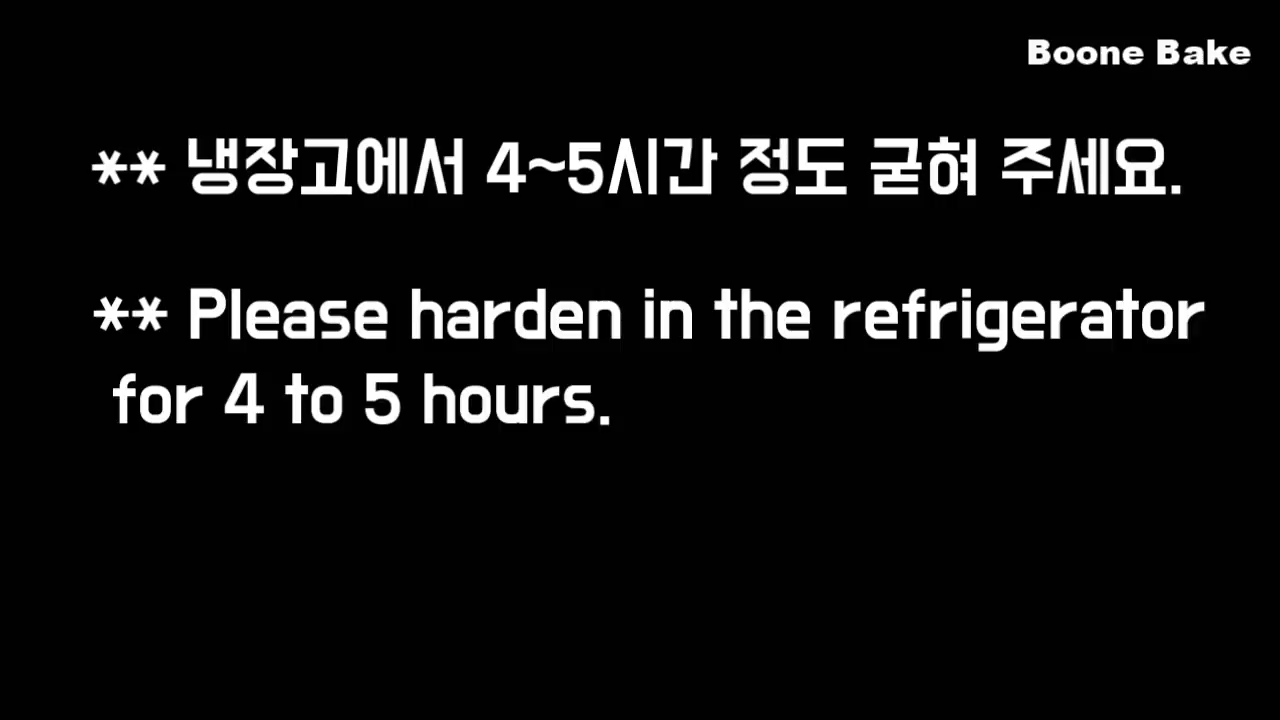 Boone Bake
** 냉장고에서 4~5시간 정도 굳혀 주세요.
** Please harden in the refrigerator
for 4 to 5 hours.